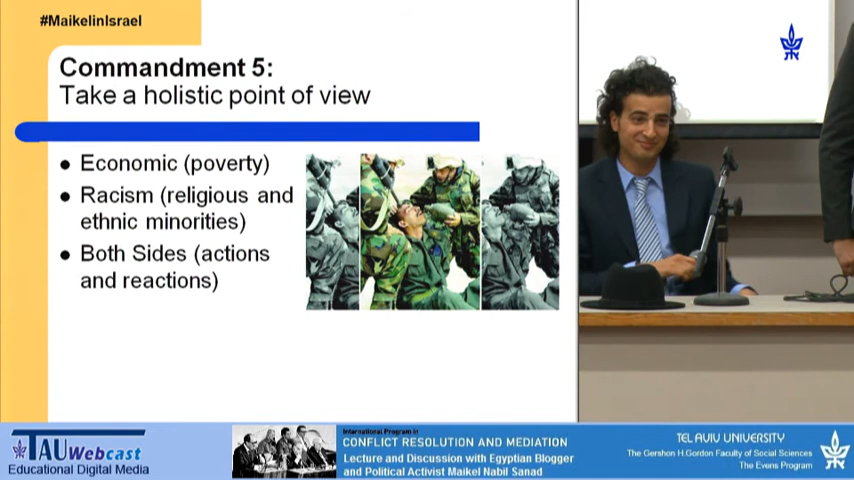 #MaikelinIsrael
Commandment 5:
Take a holistic point of view
● Economic (poverty)
● Racism (religious and
ethnic minorities)
● Both Sides (actions
and reactions)
TAU Webcast
Educational Digital Media
International Program in
CONFLICT RESOLUTION AND MEDIATION
Lecture and Discussion with Egyptian Blogger
and Political Activist Maikel Nabil Sanad
TEL AVIV UNIVERSITY
The Gershon H.Gordon Faculty of Social Sciences
The Evens Program